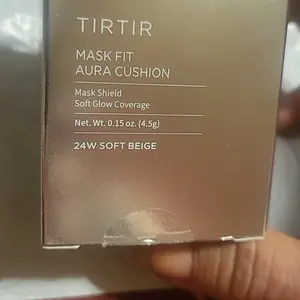 TIRTIR
MASK FIT
AURA CUSHION
Mask Shield
Soft Glow Coverage
Net. Wt. 0.15 oz. (4.5g)
24W SOFT BEIGE